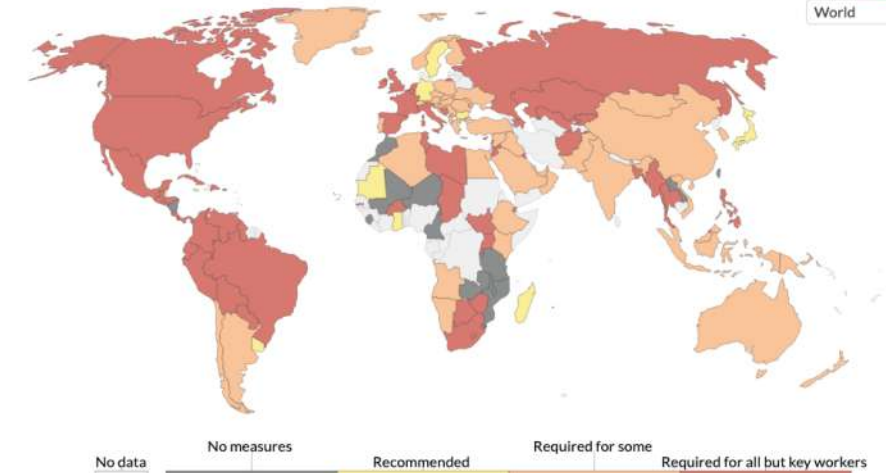 World
No measures
Required for some
No data
Recommended
Required for all but key workers